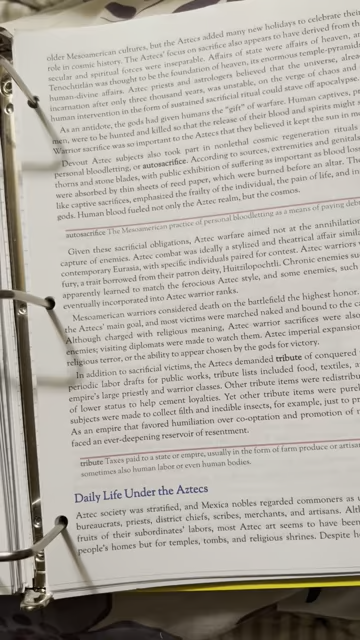 older Mesoamerican cultures, but the Aztecs added many new holidays to celebrate their
role in cosmic history. The Aztecs' focus on sacrifice also appears to have derived from th
secular and spiritual forces were inseparable. Affairs of state were affairs of heaven, an
Tenochtitlan was thought to be the foundation of heaven, its enormous temple-pyramid
human-divine affairs. Aztec priests and astrologers believed that the universe, alrea
incarnation after only three thousand years, was unstable, on the verge of chaos and
human intervention in the form of sustained sacrificial ritual could stave off apocalyps
As an antidote, the gods had given humans the "gift" of warfare. Human captives, pr
men, were to be hunted and killed so that the release of their blood and spirits might
Warrior sacrifice was so important to the Aztecs that they believed it kept the sun in mo
Devout Aztec subjects also took part in nonlethal cosmic regeneration rituals
personal bloodletting, or autosacrifice. According to sources, extremities and genitals
thorns and stone blades, with public exhibition of suffering as important as blood loss
were absorbed by thin sheets of reed paper, which were burned before an altar. The
like captive sacrifices, emphasized the frailty of the individual, the pain of life, and in
gods. Human blood fueled not only the Aztec realm, but the cosmos.
autosacrifice The Mesoamerican practice of personal bloodletting as a means of paying debts
Given these sacrificial obligations, Aztec warfare aimed not at the annihilation
capture of enemies. Aztec combat was ideally a stylized and theatrical affair simila
contemporary Eurasia, with specific individuals paired for contest. Aztec warriors
fury, a trait borrowed from their patron deity, Huitzilopochtli. Chronic enemies su
apparently learned to match the ferocious Aztec style, and some enemies, such
eventually incorporated into Aztec warrior ranks.
Mesoamerican warriors considered death on the battlefield the highest honor.
the Aztecs' main goal, and most victims were marched naked and bound to the c
Although charged with religious meaning, Aztec warrior sacrifices were also
enemies; visiting diplomats were made to watch them. Aztec imperial expansion
religious terror, or the ability to appear chosen by the gods for victory.
In addition to sacrificial victims, the Aztecs demanded tribute of conquered
periodic labor drafts for public works, tribute lists included food, textiles, a
empire's large priestly and warrior classes. Other tribute items were redistribu
of lower status to help cement loyalties. Yet other tribute items were purel
subjects were made to collect filth and inedible insects, for example, just to pr
As an empire that favored humiliation over co-optation and promotion of
faced an ever-deepening reservoir of resentment.
tribute Taxes paid to a state or empire, usually in the form of farm produce or artisan
sometimes also human labor or even human bodies.
Daily Life Under the Aztecs
Aztec society was stratified, and Mexica nobles regarded commoners as
bureaucrats, priests, district chiefs, scribes, merchants, and artisans. Alth
fruits of their subordinates' labors, most Aztec art seems to have been
people's homes but for temples, tombs, and religious shrines. Despite he